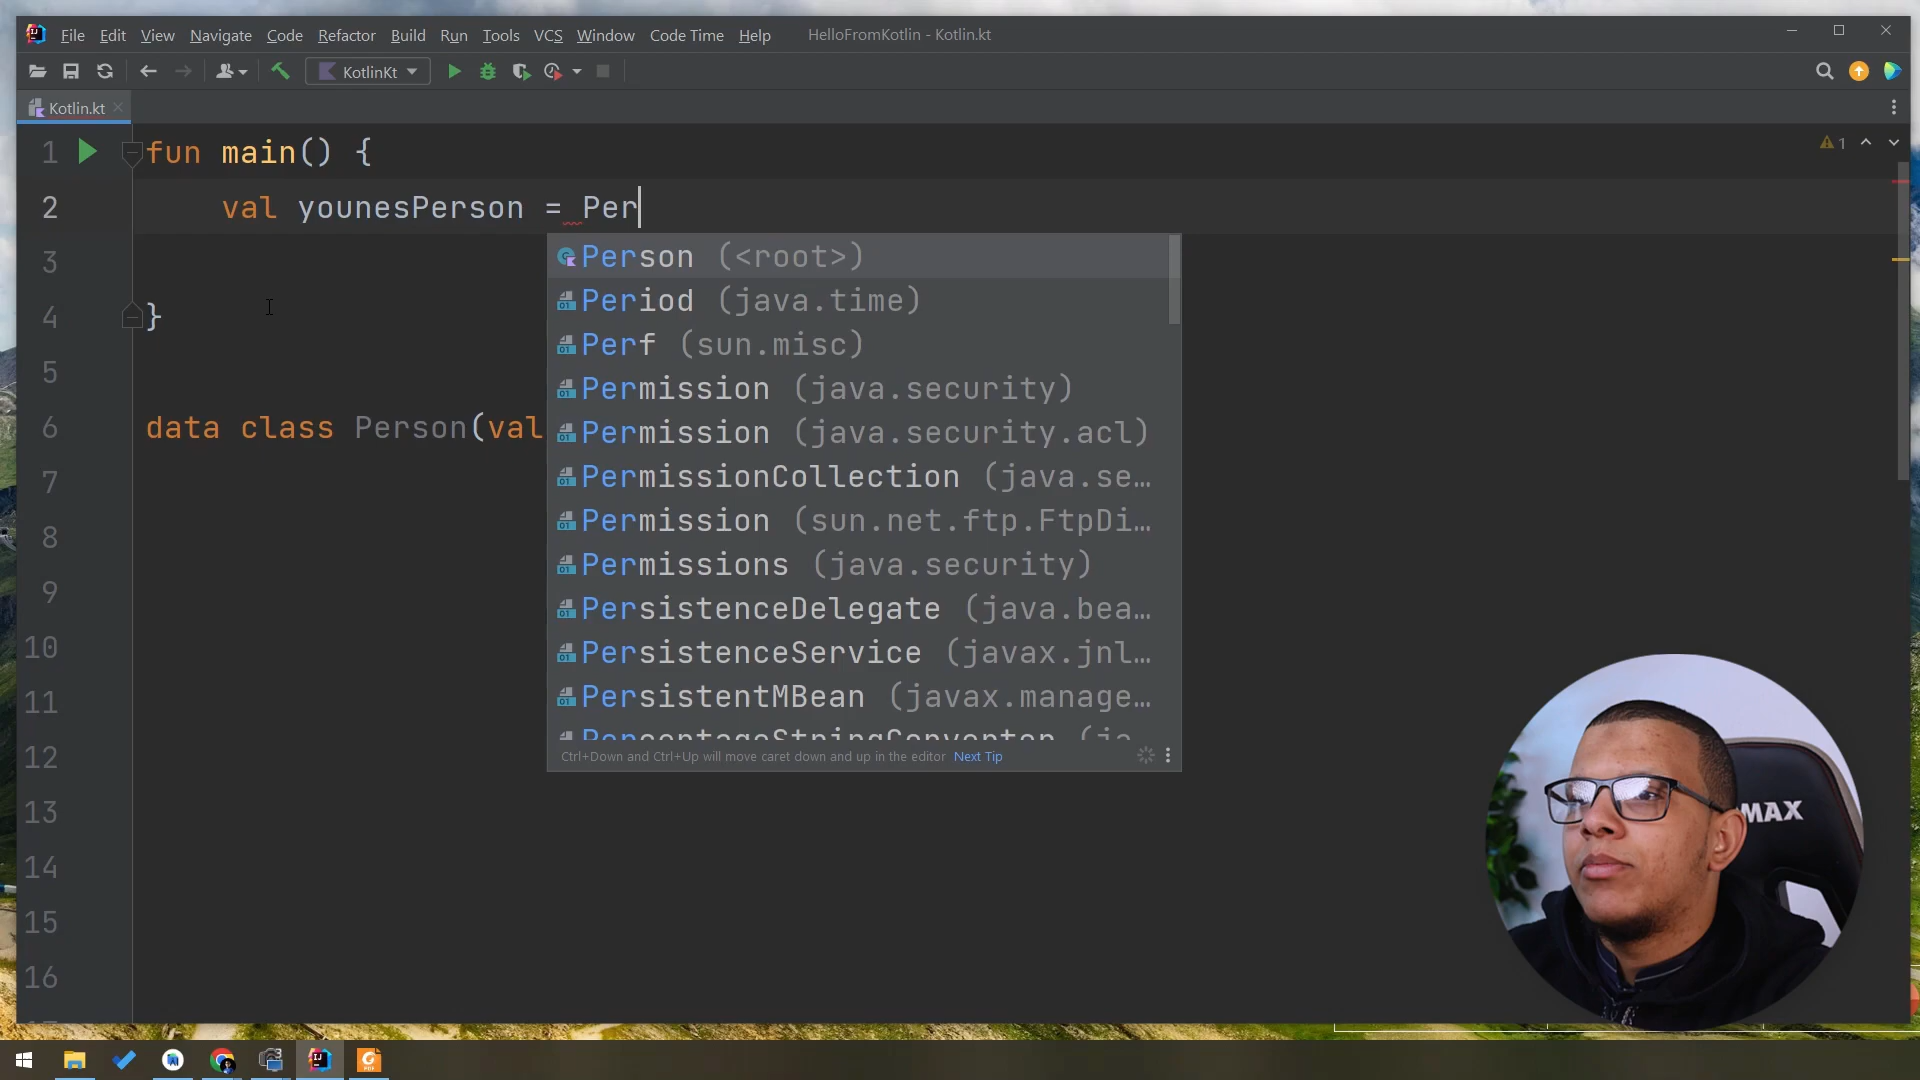 File Edit View Navigate Code Refactor Build Run Tools VCS Window Code Time Help HelloFromKotlin - Kotlin.kt
KotlinKt
Kotlin.kt
1 fun main() {
1
2 val younesPerson = Per
3
4 }
5
6 data class Person(val
7
8
9
10
11
12
13
14
15
16
Person (<root>)
Period (java.time)
Perf (sun.misc)
Permission (java.security)
Permission (java.security.acl)
PermissionCollection (java.se…
Permission (sun.net.ftp.FtpDi…
Permissions (java.security)
PersistenceDelegate (java.bea…
PersistenceService (javax.jnl…
PersistentMBean (javax.manage…
PercentageStringConverter (ja
Ctrl+Down and Ctrl+Up will move caret down and up in the editor Next Tip
MAX